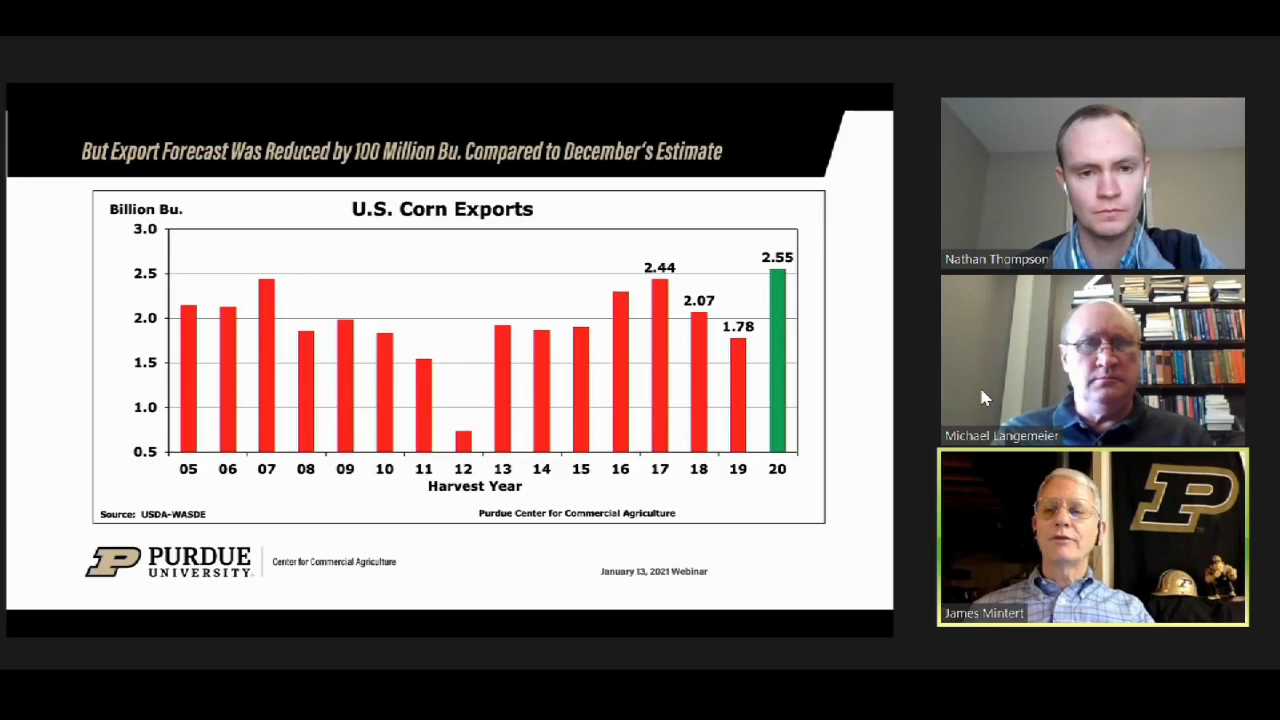 But Export Forecast Was Reduced by 100 Million Bu. Compared to December's Estimate
Billion Bu.
U.S. Corn Exports
3.0
2.5
2.0
1.5
1.0
0.5
2.44
2.07
1.78
2.55
05 06 07 08 09 10 11 12 13 14 15 16 17 18 19 20
Harvest Year
Source: USDA-WASDE
Purdue Center for Commercial Agriculture
P PURDUE
UNIVERSITY
Center for Commercial Agriculture
January 13, 2021 Webinar
Nathan Thompson
Michael Langemeier
P
James Mintert